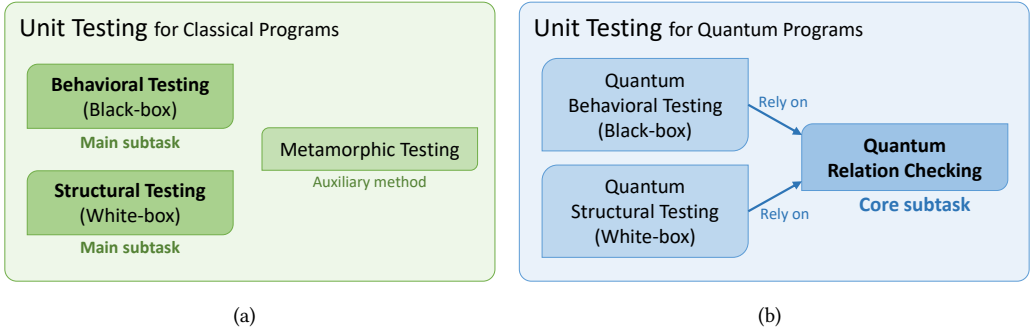 Unit Testing for Classical Programs
Behavioral Testing
(Black-box)
Main subtask
Metamorphic Testing
Auxiliary method
Structural Testing
(White-box)
Main subtask
(a)
Unit Testing for Quantum Programs
Quantum
Behavioral Testing
(Black-box)
Rely on
Quantum
Relation Checking
Core subtask
Quantum
Structural Testing
(White-box)
Rely on
(b)